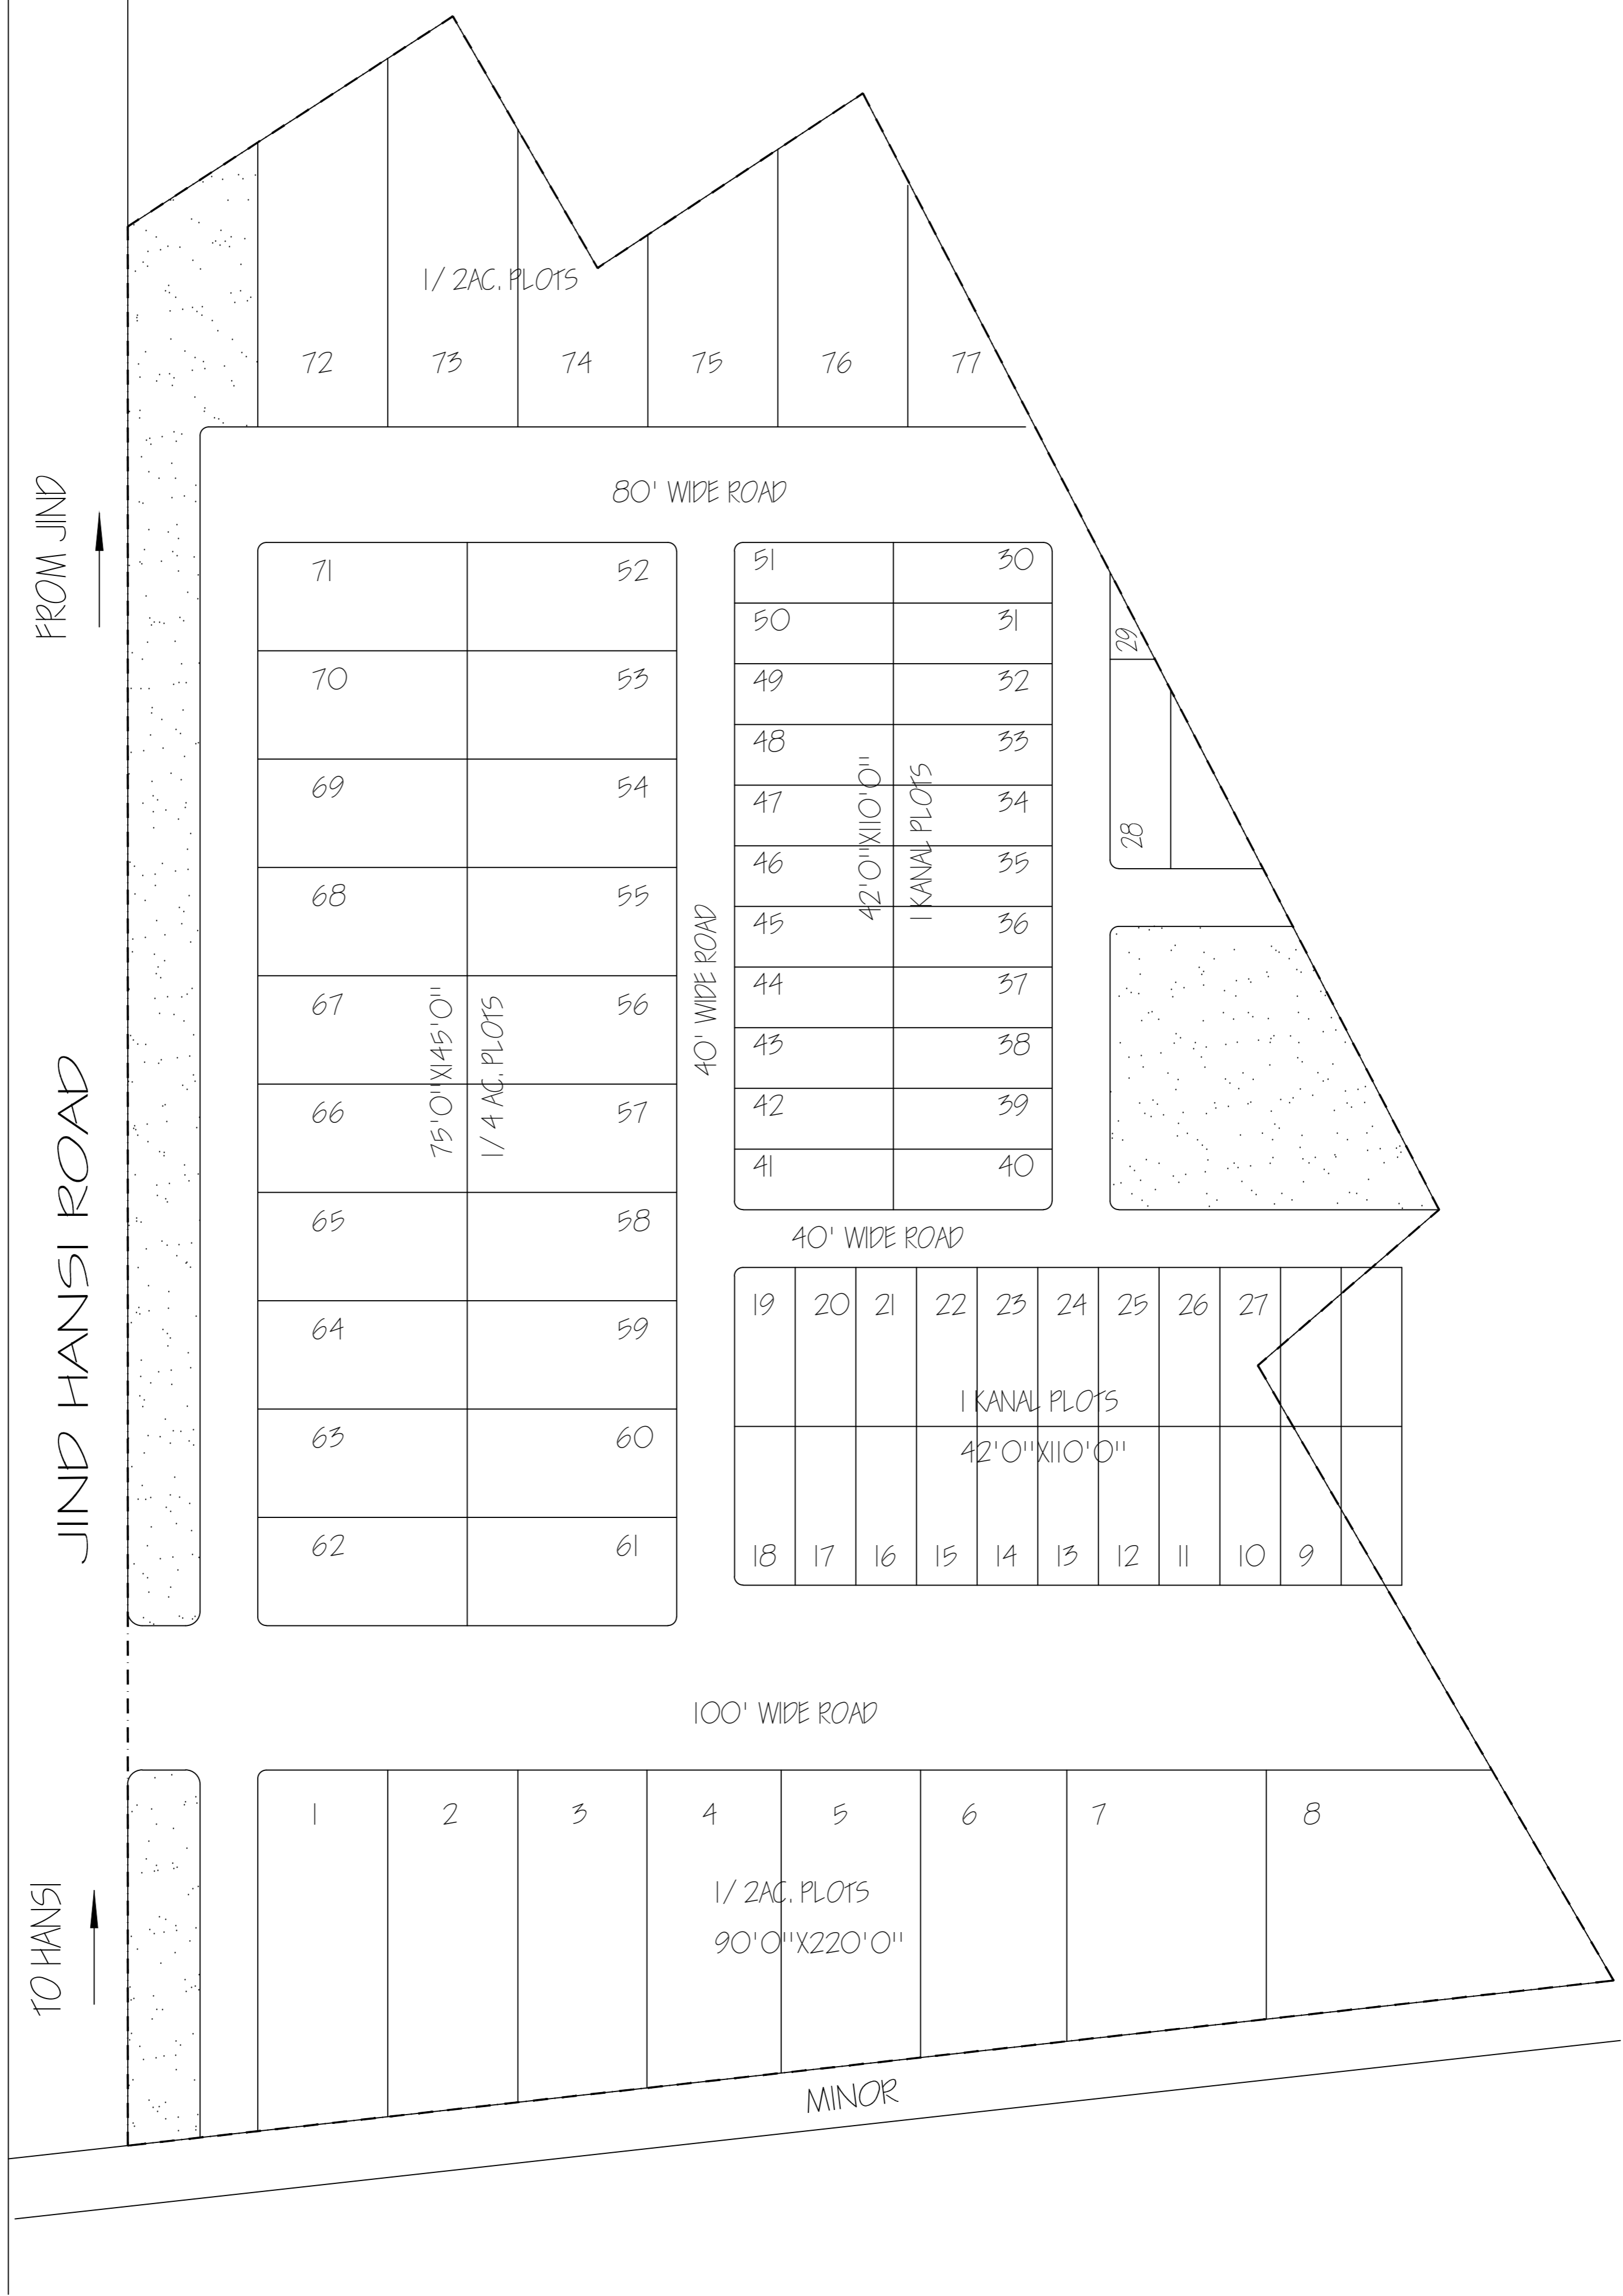 1/2AC. PLOTS
72 73 74 75 76 77
80' WIDE ROAD
FROM JIND
71 52
70 53
69 54
68 55
67 56
66 57
65 58
64 59
63 60
62 61
75'0"X145'0"
1/4 AC. PLOTS
40' WIDE ROAD
51 30
50 31
49 32
48 33
47 34
46 35
45 36
44 37
43 38
42 39
41 40
42'0"X110'0"
1 KANAL PLOTS
29
28
JIND HANSI ROAD
40' WIDE ROAD
19 20 21 22 23 24 25 26 27
1 KANAL PLOTS
42'0"X110'0"
18 17 16 15 14 13 12 11 10 9
100' WIDE ROAD
1 2 3 4 5 6 7 8
1/2AC. PLOTS
90'0"X220'0"
TO HANSI
MINOR